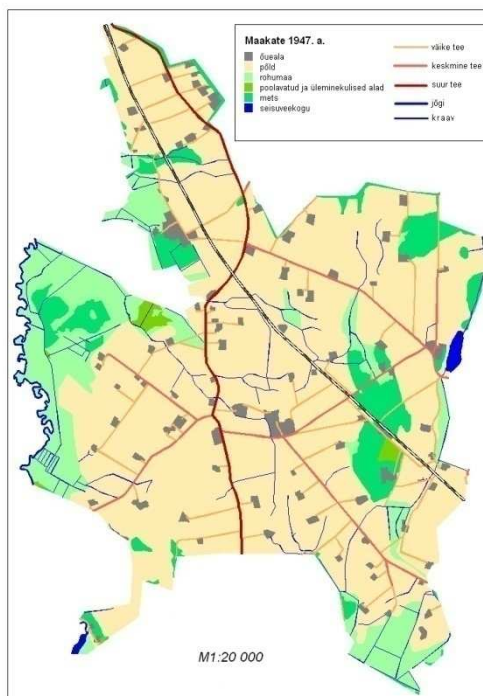 Maakate 1947. a.
õueala
põld
rohumaa
poolavatud ja üleminekulised alad
mets
seisuveekogu
väike tee
keskmine tee
suur tee
jõgi
kraav
M1:20 000